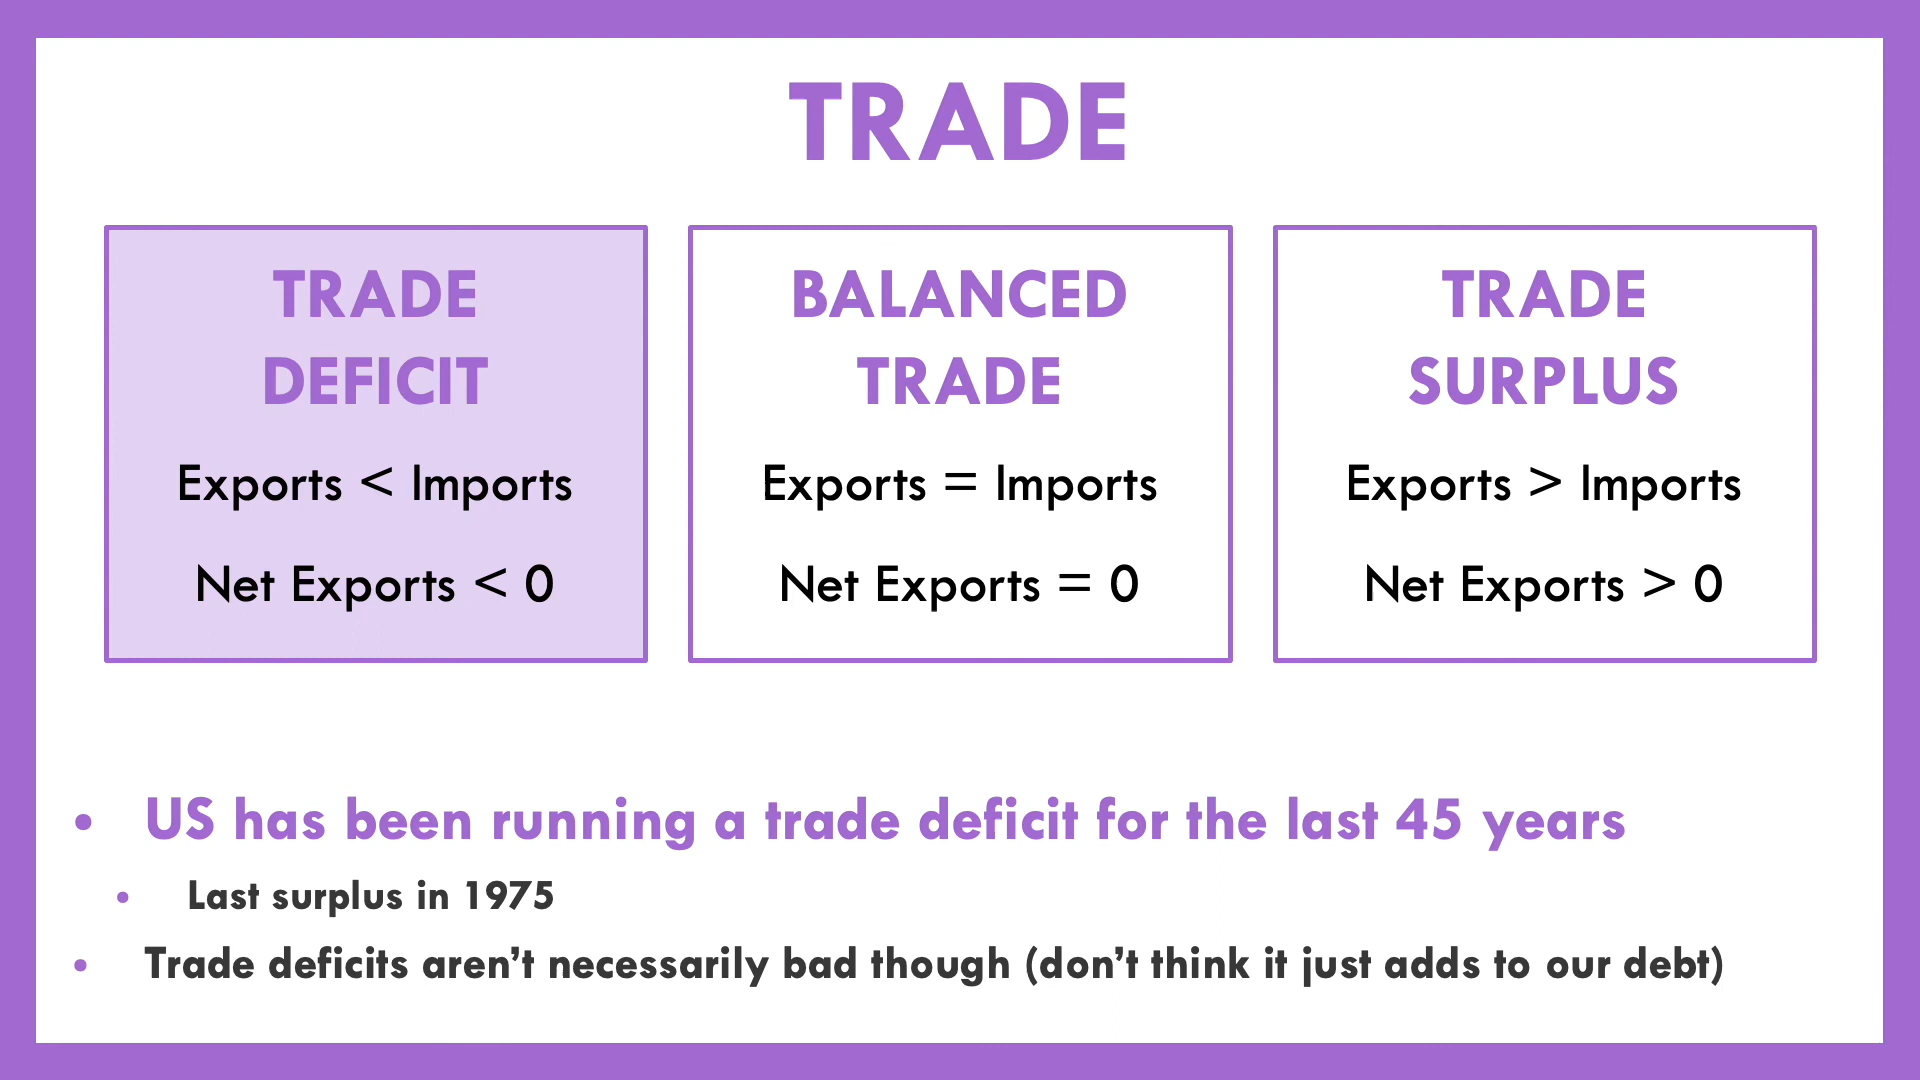 TRADE
TRADE
DEFICIT
Exports < Imports
Net Exports < 0
BALANCED
TRADE
Exports = Imports
Net Exports = 0
TRADE
SURPLUS
Exports > Imports
Net Exports > 0
• US has been running a trade deficit for the last 45 years
• Last surplus in 1975
• Trade deficits aren’t necessarily bad though (don’t think it just adds to our debt)